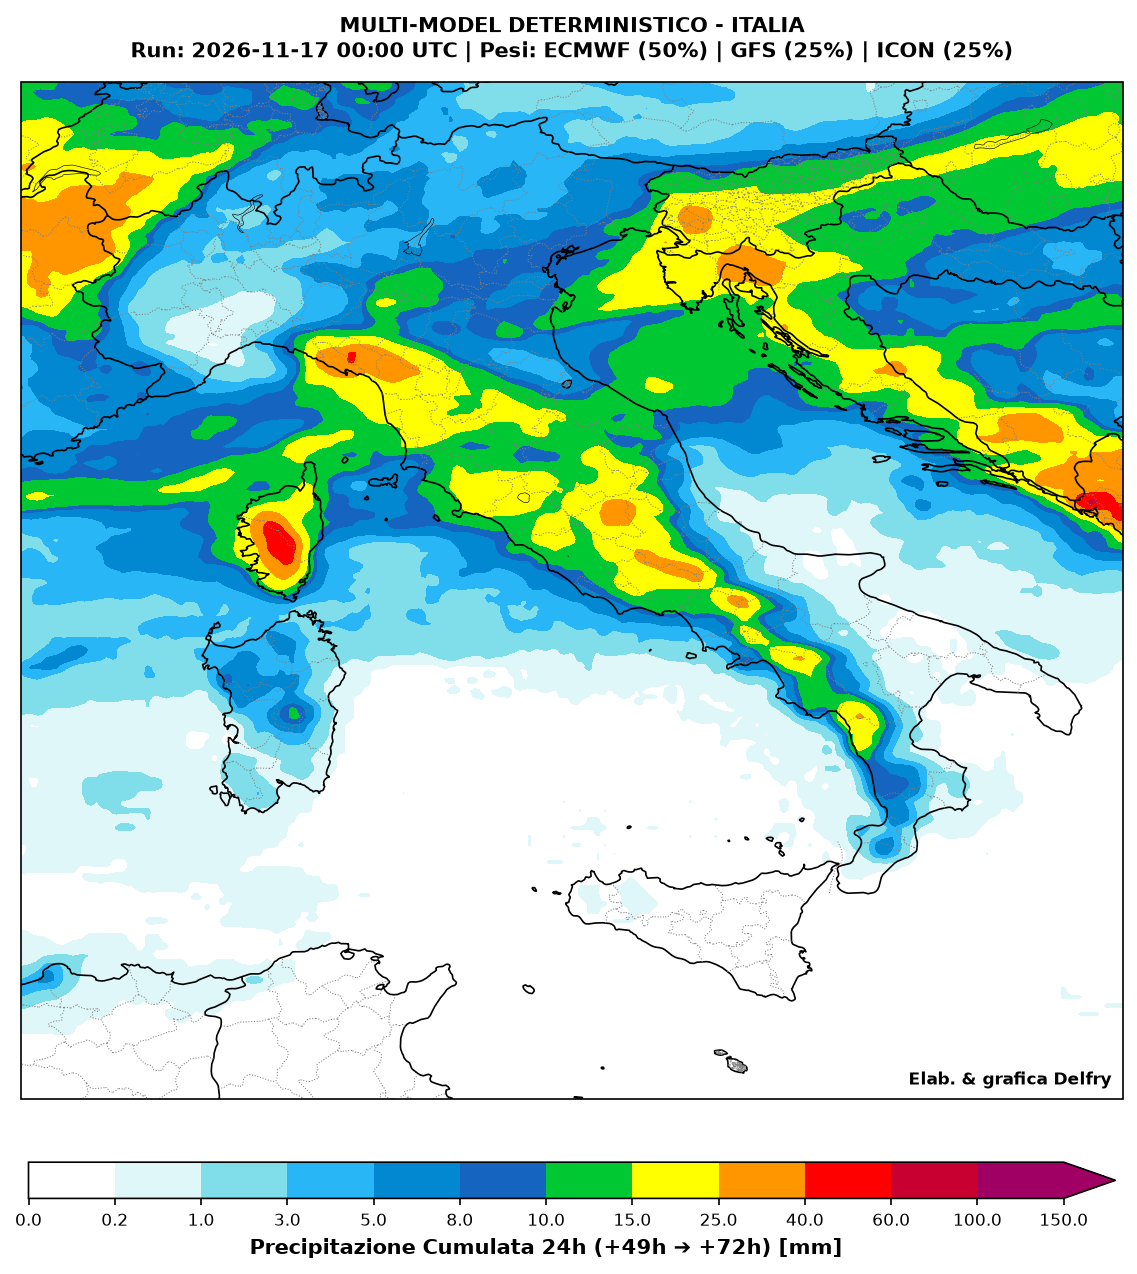 MULTI-MODEL DETERMINISTICO - ITALIA
Run: 2026-11-17 00:00 UTC | Pesi: ECMWF (50%) | GFS (25%) | ICON (25%)
Elab. & grafica Delfry
0.0 0.2 1.0 3.0 5.0 8.0 10.0 15.0 25.0 40.0 60.0 100.0 150.0
Precipitazione Cumulata 24h (+49h → +72h) [mm]